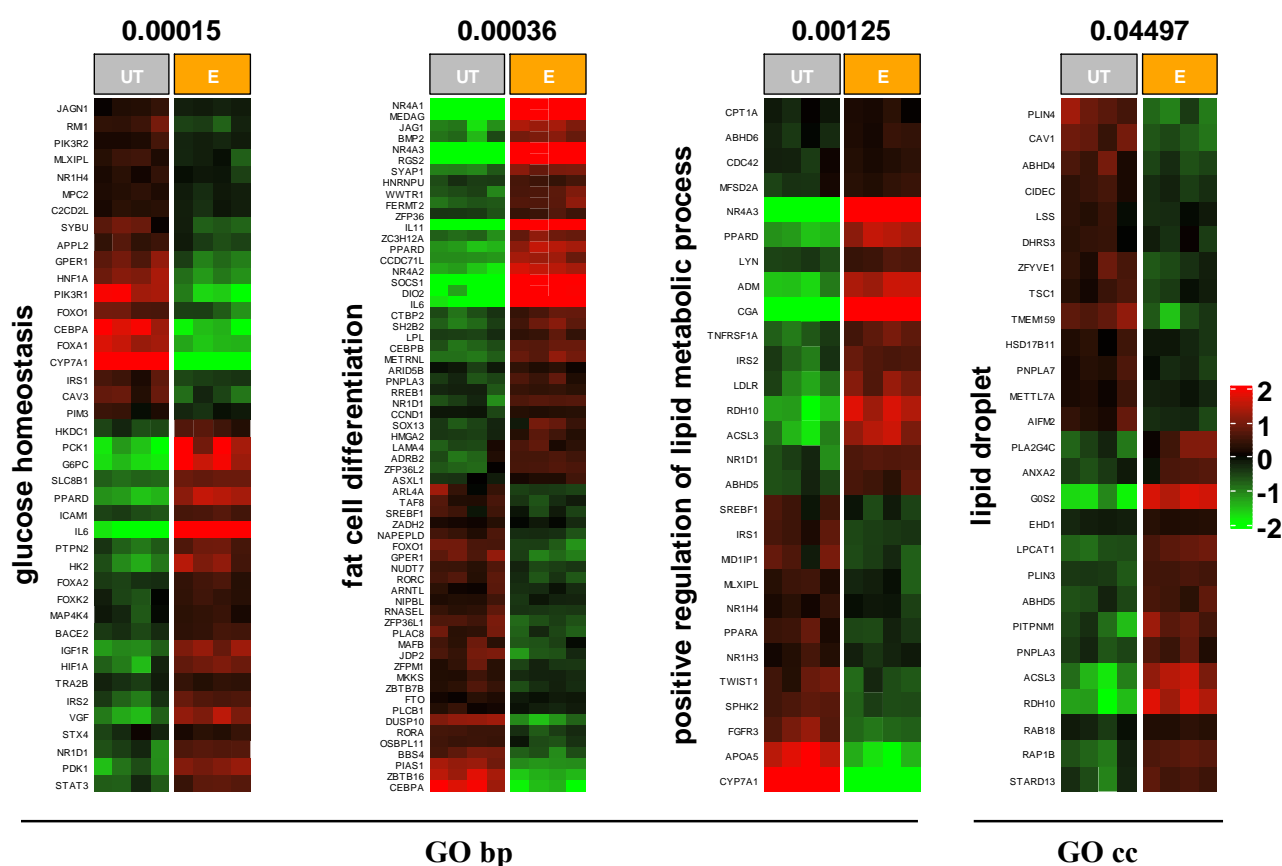 0.00015
0.00036
0.00125
0.04497
UT
E
UT
E
UT
E
UT
E
glucose homeostasis
JAGN1
RMI1
PIK3R2
MLXIPL
NR1H4
MPC2
C2CD2L
SYBU
APPL2
GPER1
HNF1A
PIK3R1
FOXO1
CEBPA
FOXA1
CYP7A1
IRS1
CAV3
PIM3
HKDC1
PCK1
G6PC
SLC8B1
PPARD
ICAM1
IL6
PTPN2
HK2
FOXA2
FOXK2
MAP4K4
BACE2
IGF1R
HIF1A
TRA2B
IRS2
VGF
STX4
NR1D1
PDK1
STAT3
fat cell differentiation
NR4A1
MEDAG
JAG1
BMP2
NR4A3
RGS2
SYAP1
HNRNPU
WWTR1
FERMT2
ZFP36
IL11
ZC3H12A
PPARD
CCDC71L
NR4A2
SOCS1
DIO2
IL6
CTBP2
SH2B2
LPL
CEBPB
METRNL
ARID5B
PNPLA3
RREB1
NR1D1
CCND1
SOX13
HMGA2
LAMA4
ADRB2
ZFP36L2
ASXL1
ARL4A
TAF8
SREBF1
ZADH2
NAPEPLD
FOXO1
GPER1
NUDT7
RORC
ARNTL
NIPBL
RNASEL
ZFP36L1
PLAC8
MAFB
JDP2
ZFPM1
MKKS
ZBTB7B
FTO
PLCB1
DUSP10
RORA
OSBPL11
BBS4
PIAS1
ZBTB16
CEBPA
positive regulation of lipid metabolic process
CPT1A
ABHD6
CDC42
MFSD2A
NR4A3
PPARD
LYN
ADM
CGA
TNFRSF1A
IRS2
LDLR
RDH10
ACSL3
NR1D1
ABHD5
SREBF1
IRS1
MID1IP1
MLXIPL
NR1H4
PPARA
NR1H3
TWIST1
SPHK2
FGFR3
APOA5
CYP7A1
lipid droplet
PLIN4
CAV1
ABHD4
CIDEC
LSS
DHRS3
ZFYVE1
TSC1
TMEM159
HSD17B11
PNPLA7
METTL7A
AIFM2
PLA2G4C
ANXA2
G0S2
EHD1
LPCAT1
PLIN3
ABHD5
PITPNM1
PNPLA3
ACSL3
RDH10
RAB18
RAP1B
STARD13
2
1
0
-1
-2
GO bp
GO cc